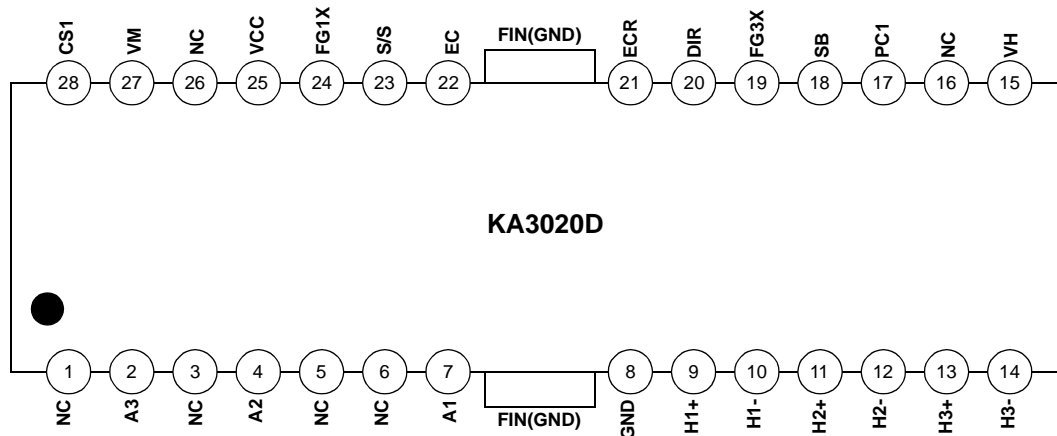 CS1 VM NC VCC FG1X S/S EC FIN(GND) ECR DIR FG3X SB PC1 NC VH
28 27 26 25 24 23 22 21 20 19 18 17 16 15
KA3020D
1 2 3 4 5 6 7 8 9 10 11 12 13 14
NC A3 NC A2 NC NC A1 FIN(GND) GND H1+ H1- H2+ H2- H3+ H3-